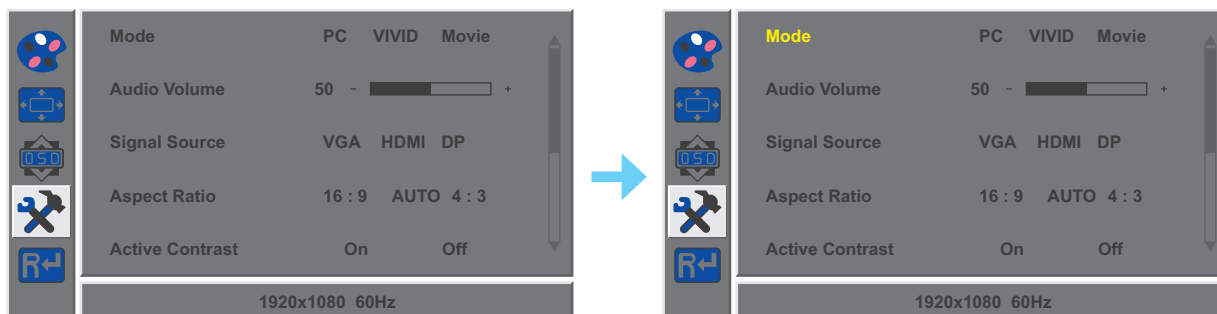 Mode PC VIVID Movie
Audio Volume 50 - +
Signal Source VGA HDMI DP
Aspect Ratio 16 : 9 AUTO 4 : 3
Active Contrast On Off
1920x1080 60Hz
OSD
R
Mode PC VIVID Movie
Audio Volume 50 - +
Signal Source VGA HDMI DP
Aspect Ratio 16 : 9 AUTO 4 : 3
Active Contrast On Off
1920x1080 60Hz
OSD
R